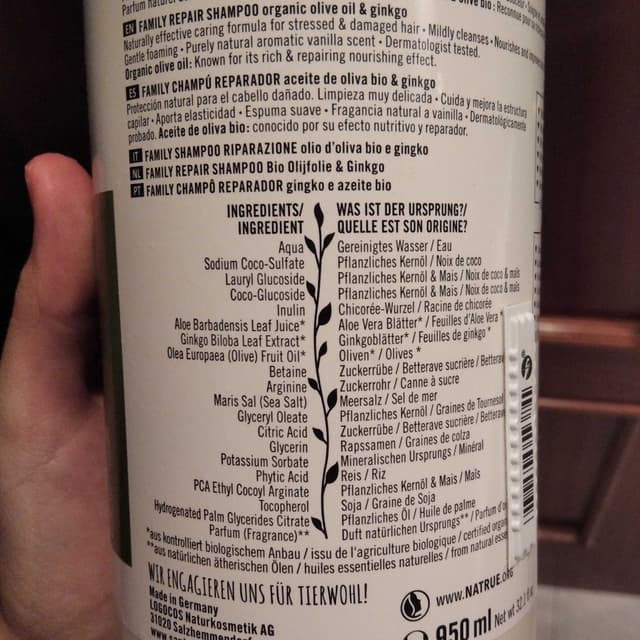 Parfum naturel
EN FAMILY REPAIR SHAMPOO organic olive oil & ginkgo
Naturally effective caring formula for stressed & damaged hair • Mildly cleanses • Nourishes and
Gentle foaming • Purely natural aromatic vanilla scent • Dermatologist tested.
Organic olive oil: Known for its rich & repairing nourishing effect.
ES FAMILY CHAMPÚ REPARADOR aceite de oliva bio & ginkgo
Protección natural para el cabello dañado. Limpieza muy delicada • Cuida y mejora la estructura
capilar • Aporta elasticidad • Espuma suave • Fragancia natural a vainilla • Dermatológicamente
probado. Aceite de oliva bio: conocido por su efecto nutritivo y reparador.
IT FAMILY SHAMPOO RIPARAZIONE olio d'oliva bio e gingko
NL FAMILY REPAIR SHAMPOO Bio Olijfolie & Ginkgo
PT FAMILY CHAMPÔ REPARADOR gingko e azeite bio
INGREDIENTS/ WAS IST DER URSPRUNG?/
INGREDIENT QUELLE EST SON ORIGINE?
Aqua Gereinigtes Wasser / Eau
Sodium Coco-Sulfate Pflanzliches Kernöl / Noix de coco
Lauryl Glucoside Pflanzliches Kernöl & Mais / Noix de coco & maïs
Coco-Glucoside Pflanzliches Kernöl & Mais / Noix de coco & maïs
Inulin Chicorée-Wurzel / Racine de chicorée
Aloe Barbadensis Leaf Juice* Aloe Vera Blätter* / Feuilles d'Aloe Vera *
Ginkgo Biloba Leaf Extract* Ginkgoblätter* / Feuilles de ginkgo *
Olea Europaea (Olive) Fruit Oil* Oliven* / Olives *
Betaine Zuckerrübe / Betterave sucrière / Betterave
Arginine Zuckerrohr / Canne à sucre
Maris Sal (Sea Salt) Meersalz / Sel de mer
Glyceryl Oleate Pflanzliches Kernöl / Graines de Tournesol
Citric Acid Zuckerrübe / Betterave sucrière / Betterave
Glycerin Rapssamen / Graines de colza
Potassium Sorbate Mineralischen Ursprungs / Minéral
Phytic Acid Reis / Riz
PCA Ethyl Cocoyl Arginate Pflanzliches Kernöl & Mais / Maïs
Tocopherol Soja / Graine de Soja
Hydrogenated Palm Glycerides Citrate Pflanzliches Öl / Huile de palme
Parfum (Fragrance)** Duft natürlichen Ursprungs** / Parfum
*aus kontrolliert biologischem Anbau / issu de l'agriculture biologique / certified
**aus natürlichen ätherischen Ölen / huiles essentielles naturelles / from natural
WIR ENGAGIEREN UNS FÜR TIERWOHL!
Made in Germany
LOGOCOS Naturkosmetik AG
31020 Salzhemmendorf
WWW.NATRUE.ORG
950 ml Net wt